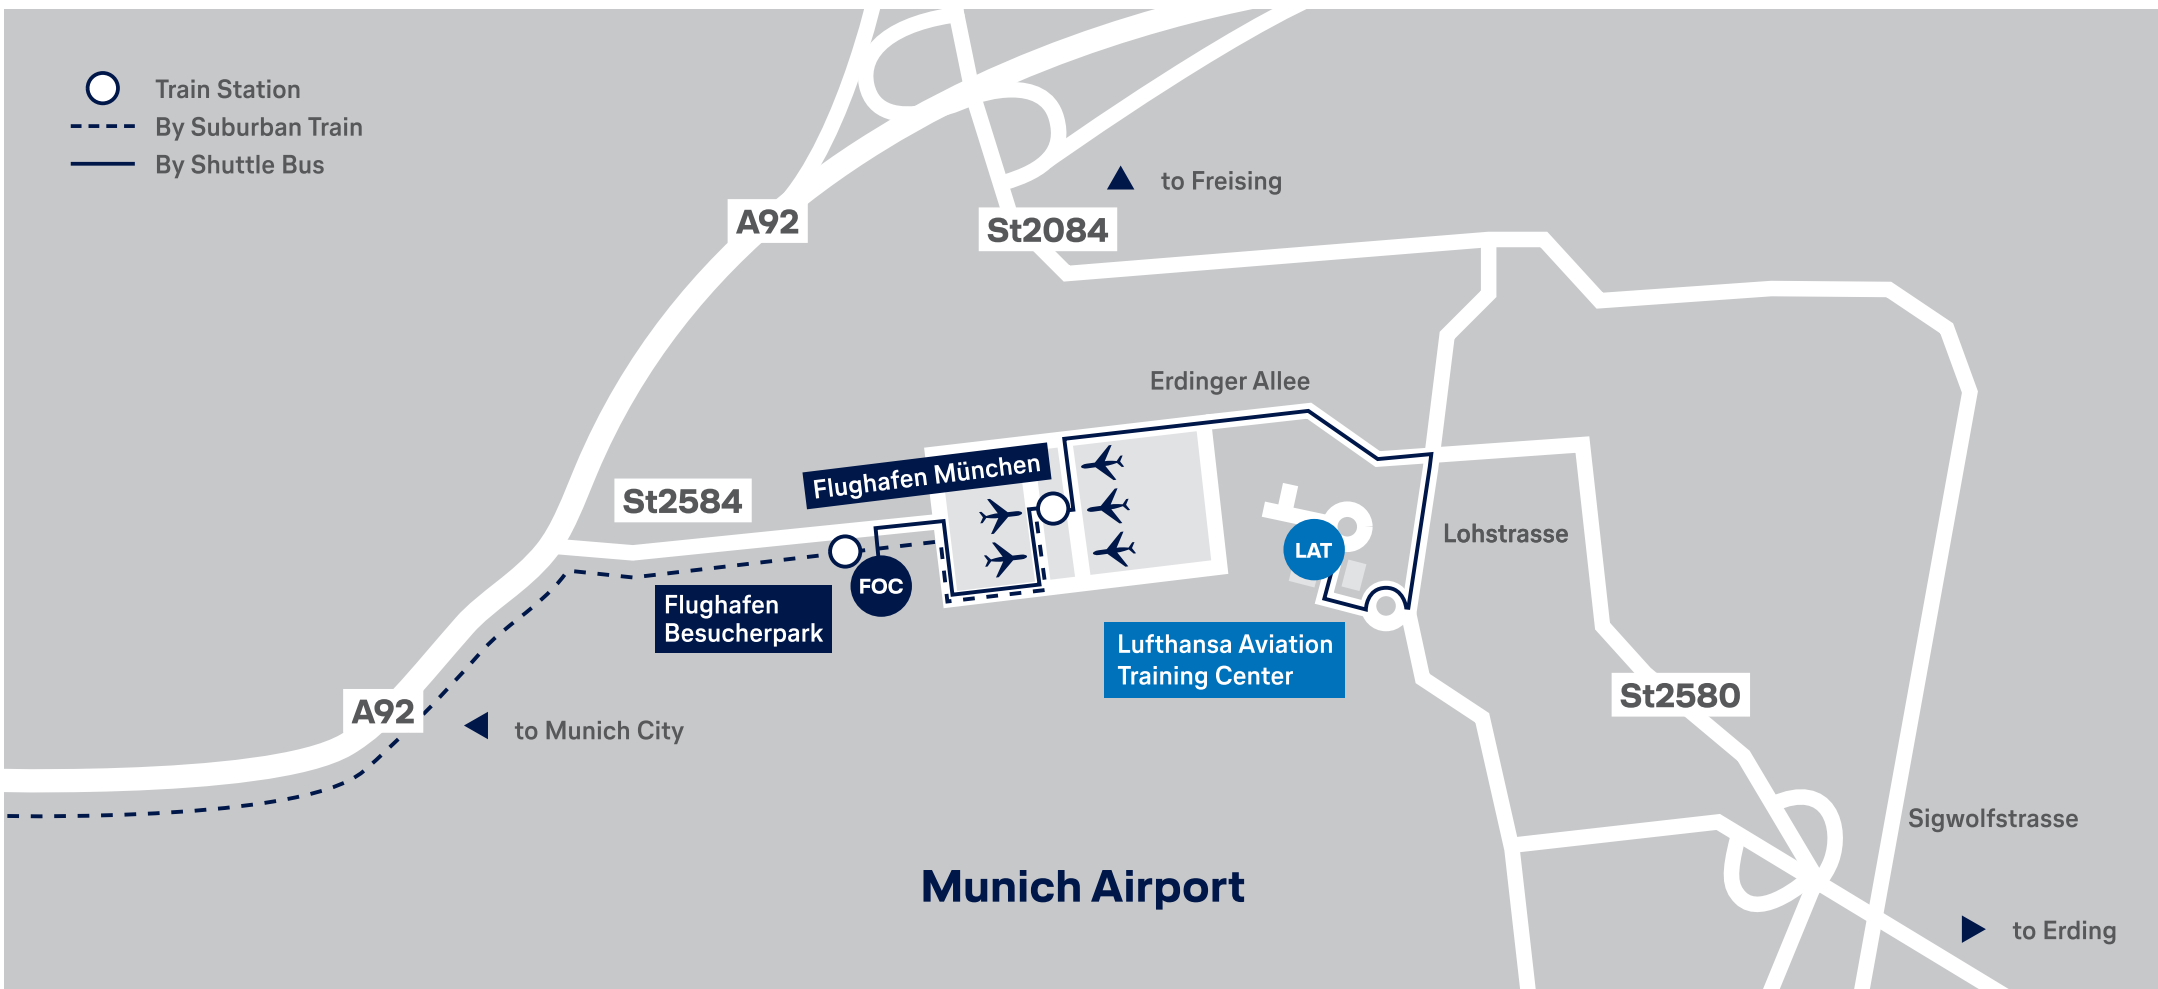 Train Station
By Suburban Train
By Shuttle Bus
to Freising
A92
St2084
Erdinger Allee
Flughafen München
St2584
Lohstrasse
LAT
FOC
Flughafen
Besucherpark
Lufthansa Aviation
Training Center
St2580
A92
to Munich City
Sigwolfstrasse
Munich Airport
to Erding